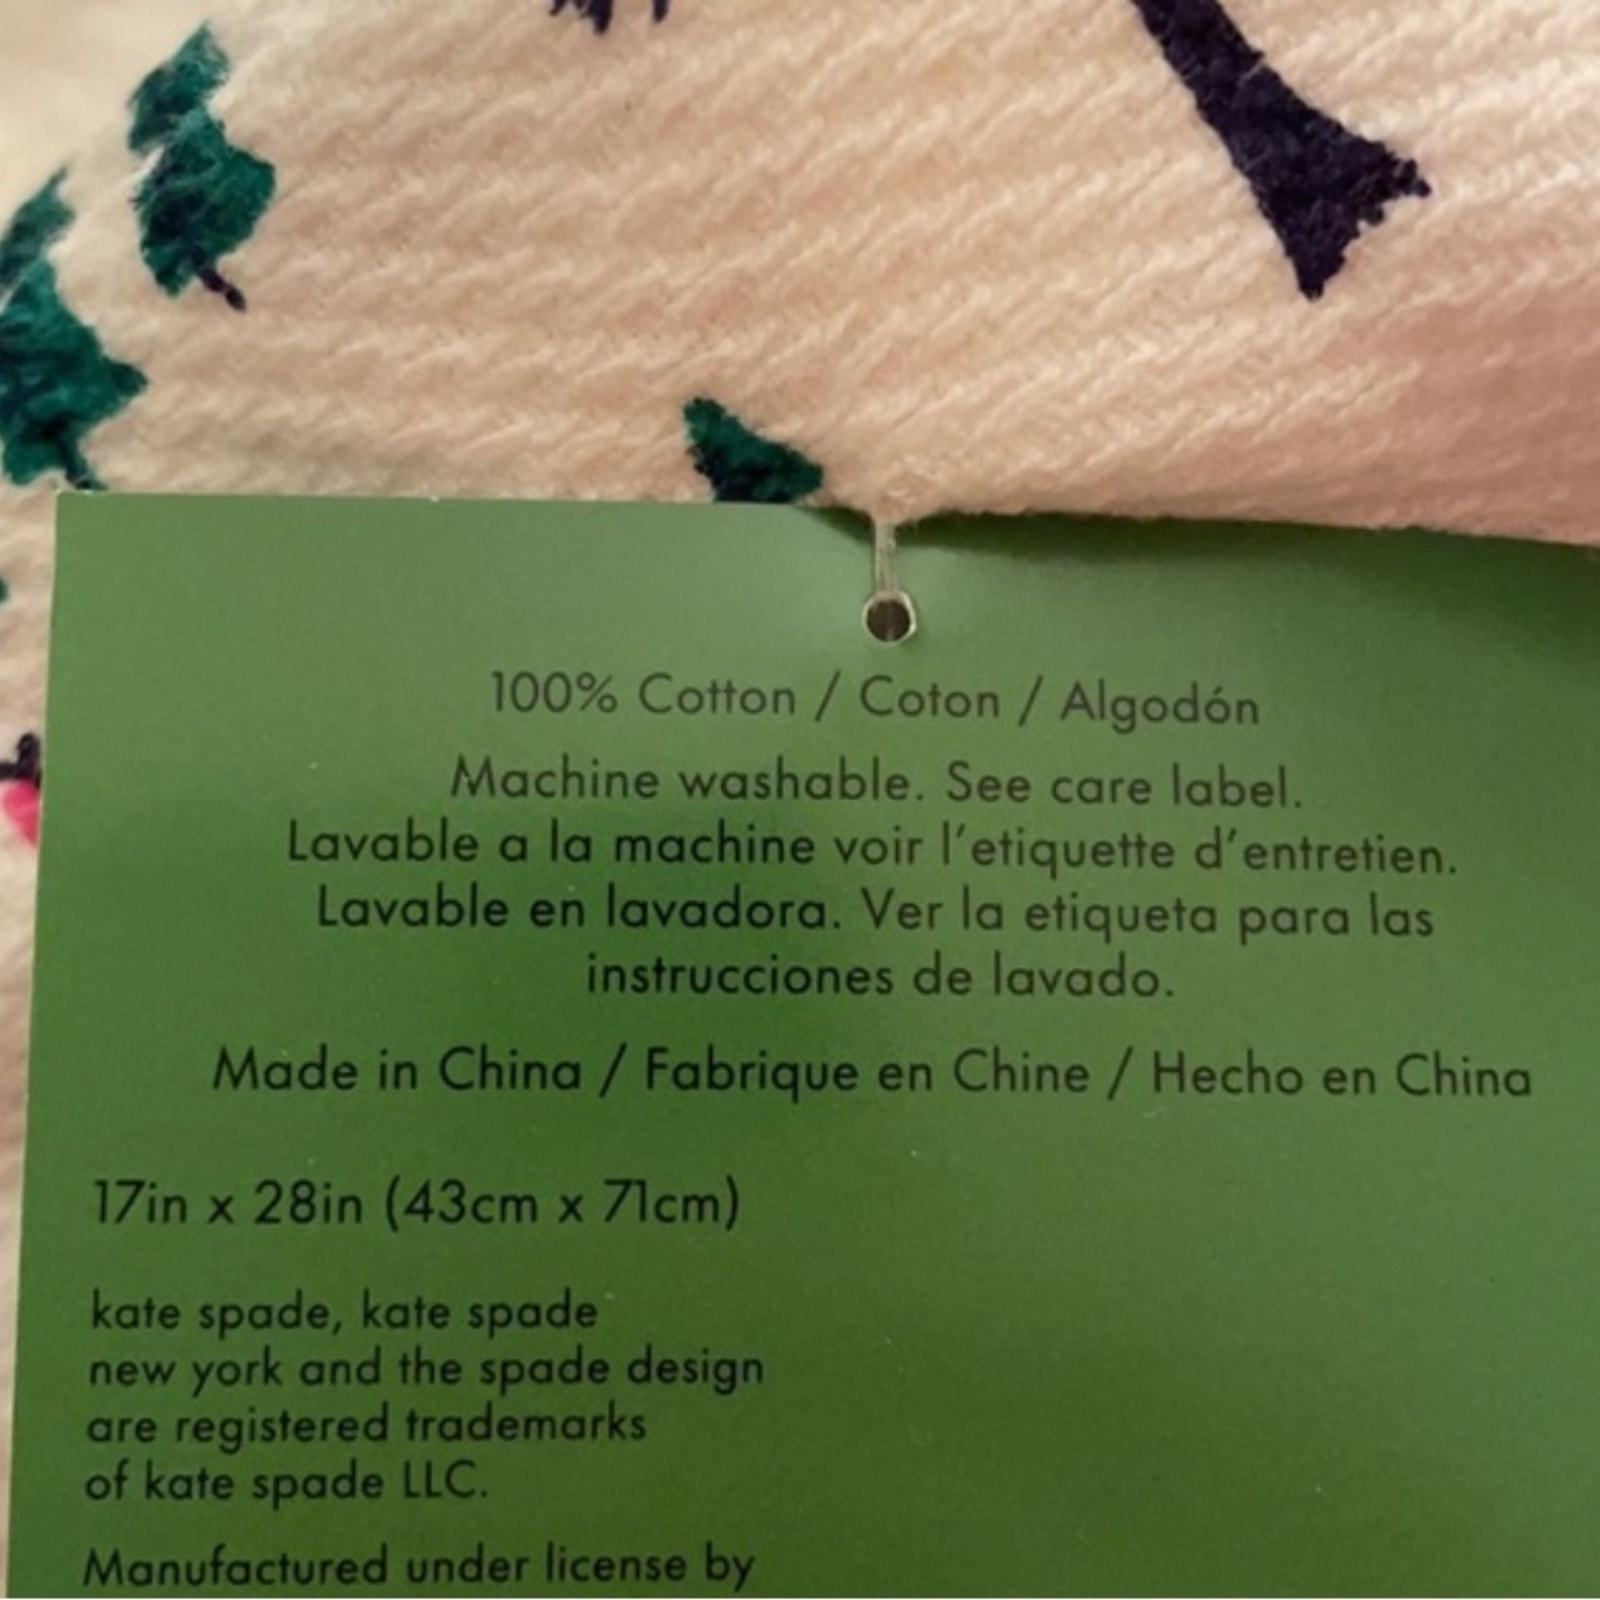 100% Cotton / Coton / Algodón
Machine washable. See care label.
Lavable a la machine voir l'etiquette d'entretien.
Lavable en lavadora. Ver la etiqueta para las
instrucciones de lavado.
Made in China / Fabrique en Chine / Hecho en China
17in x 28in (43cm x 71cm)
kate spade, kate spade
new york and the spade design
are registered trademarks
of kate spade LLC.
Manufactured under license by